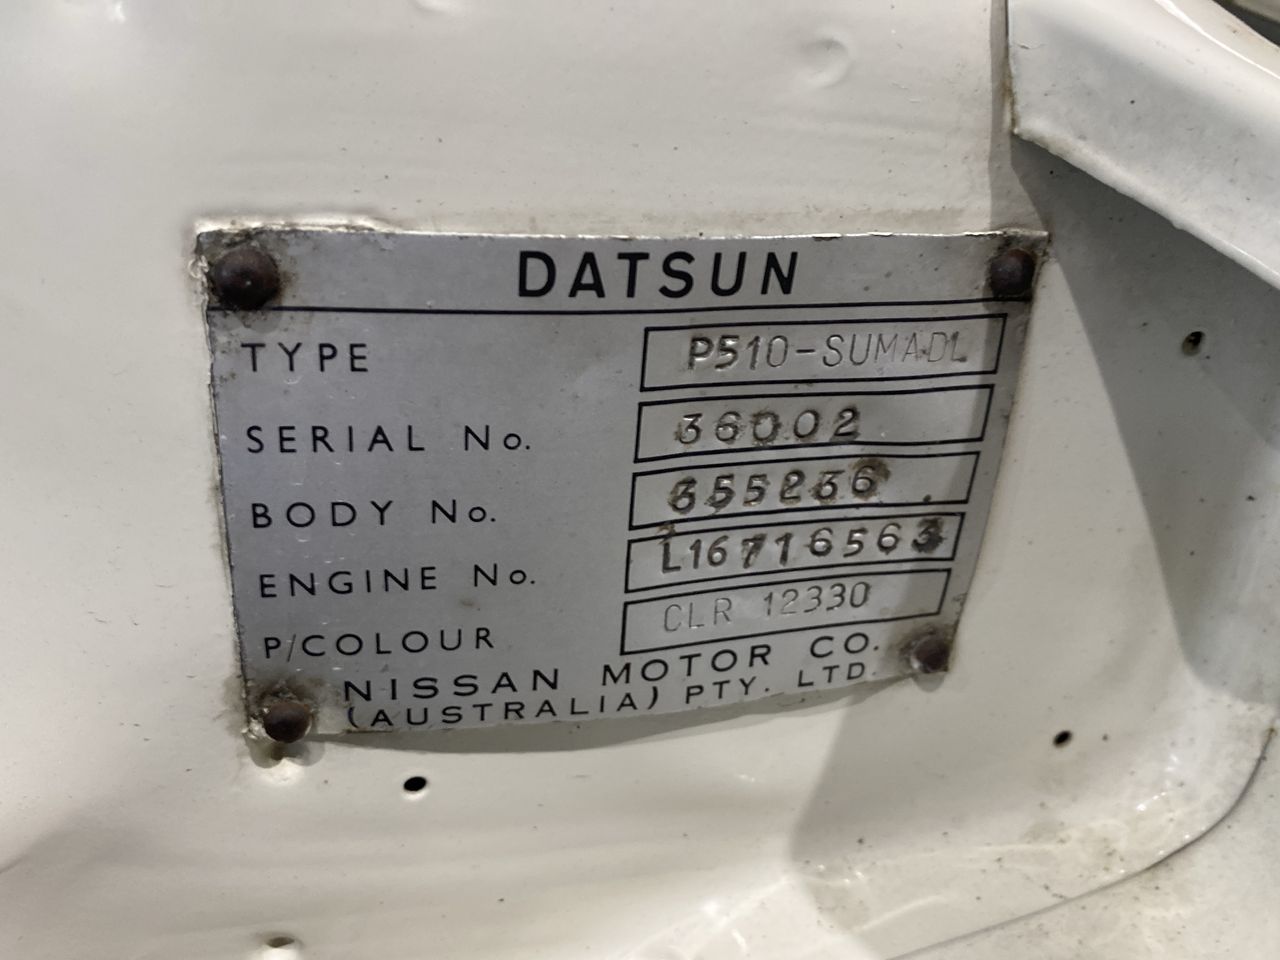 DATSUN
TYPE P510-SUMADL
SERIAL No. 36002
BODY No. 355236
ENGINE No. L16716563
P/COLOUR CLR 12330
NISSAN MOTOR CO.
(AUSTRALIA) PTY. LTD.